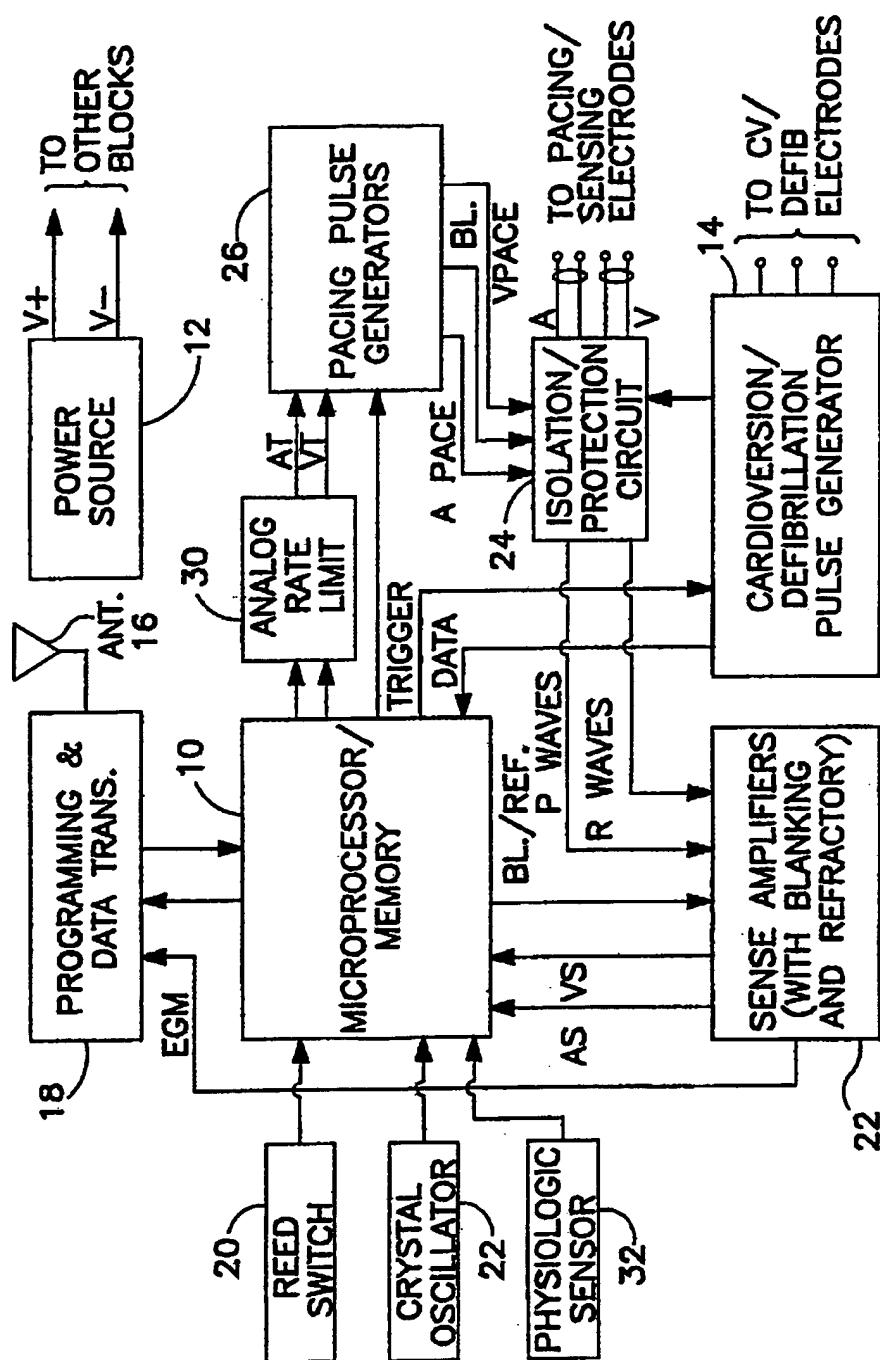 PROGRAMMING &
DATA TRANS.
18
ANT.
16
POWER
SOURCE
12
V+
V-
TO
OTHER
BLOCKS
EGM
REED
SWITCH
20
CRYSTAL
OSCILLATOR
22
PHYSIOLOGIC
SENSOR
32
MICROPROCESSOR/
MEMORY
10
ANALOG
RATE.
LIMIT
30
AT
VT
PACING PULSE
GENERATORS
26
TRIGGER
DATA
A PACE
BL.
VPACE
AS
VS
BL./REF.
P WAVES
R WAVES
ISOLATION/
PROTECTION
CIRCUIT
24
A
V
TO PACING/
SENSING
ELECTRODES
SENSE AMPLIFIERS
(WITH BLANKING
AND REFRACTORY)
22
CARDIOVERSION/
DEFIBRILLATION
PULSE GENERATOR
14
TO CV/
DEFIB
ELECTRODES